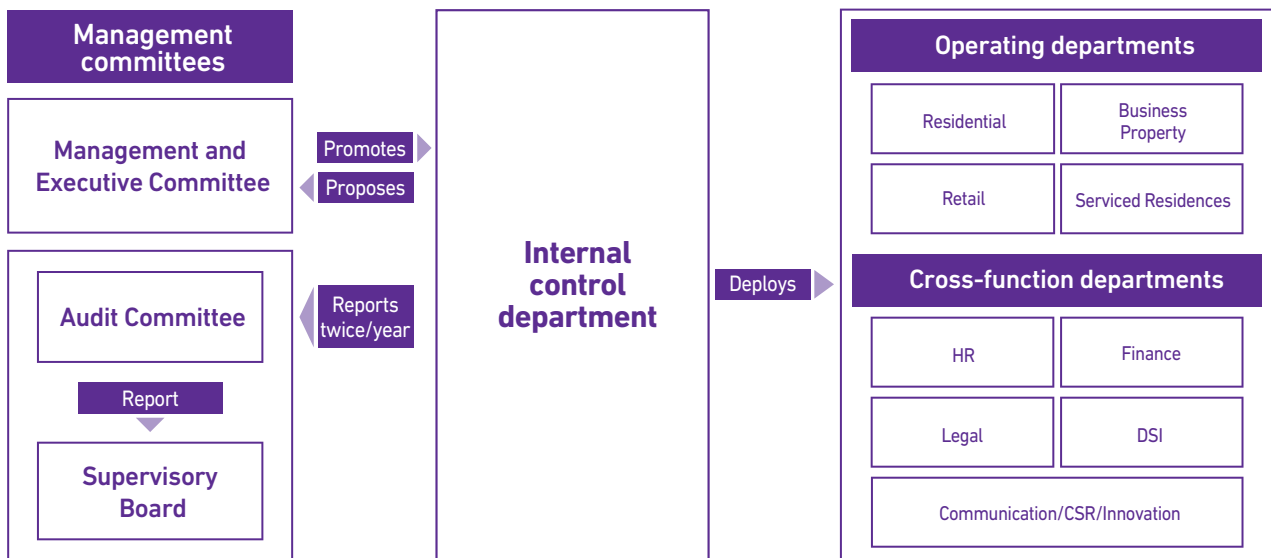 Management
committees
Management and
Executive Committee
Promotes
Proposes
Audit Committee
Report
Supervisory
Board
Reports
twice/year
Internal
control
department
Deploys
Operating departments
Residential
Business
Property
Retail
Serviced Residences
Cross-function departments
HR
Finance
Legal
DSI
Communication/CSR/Innovation